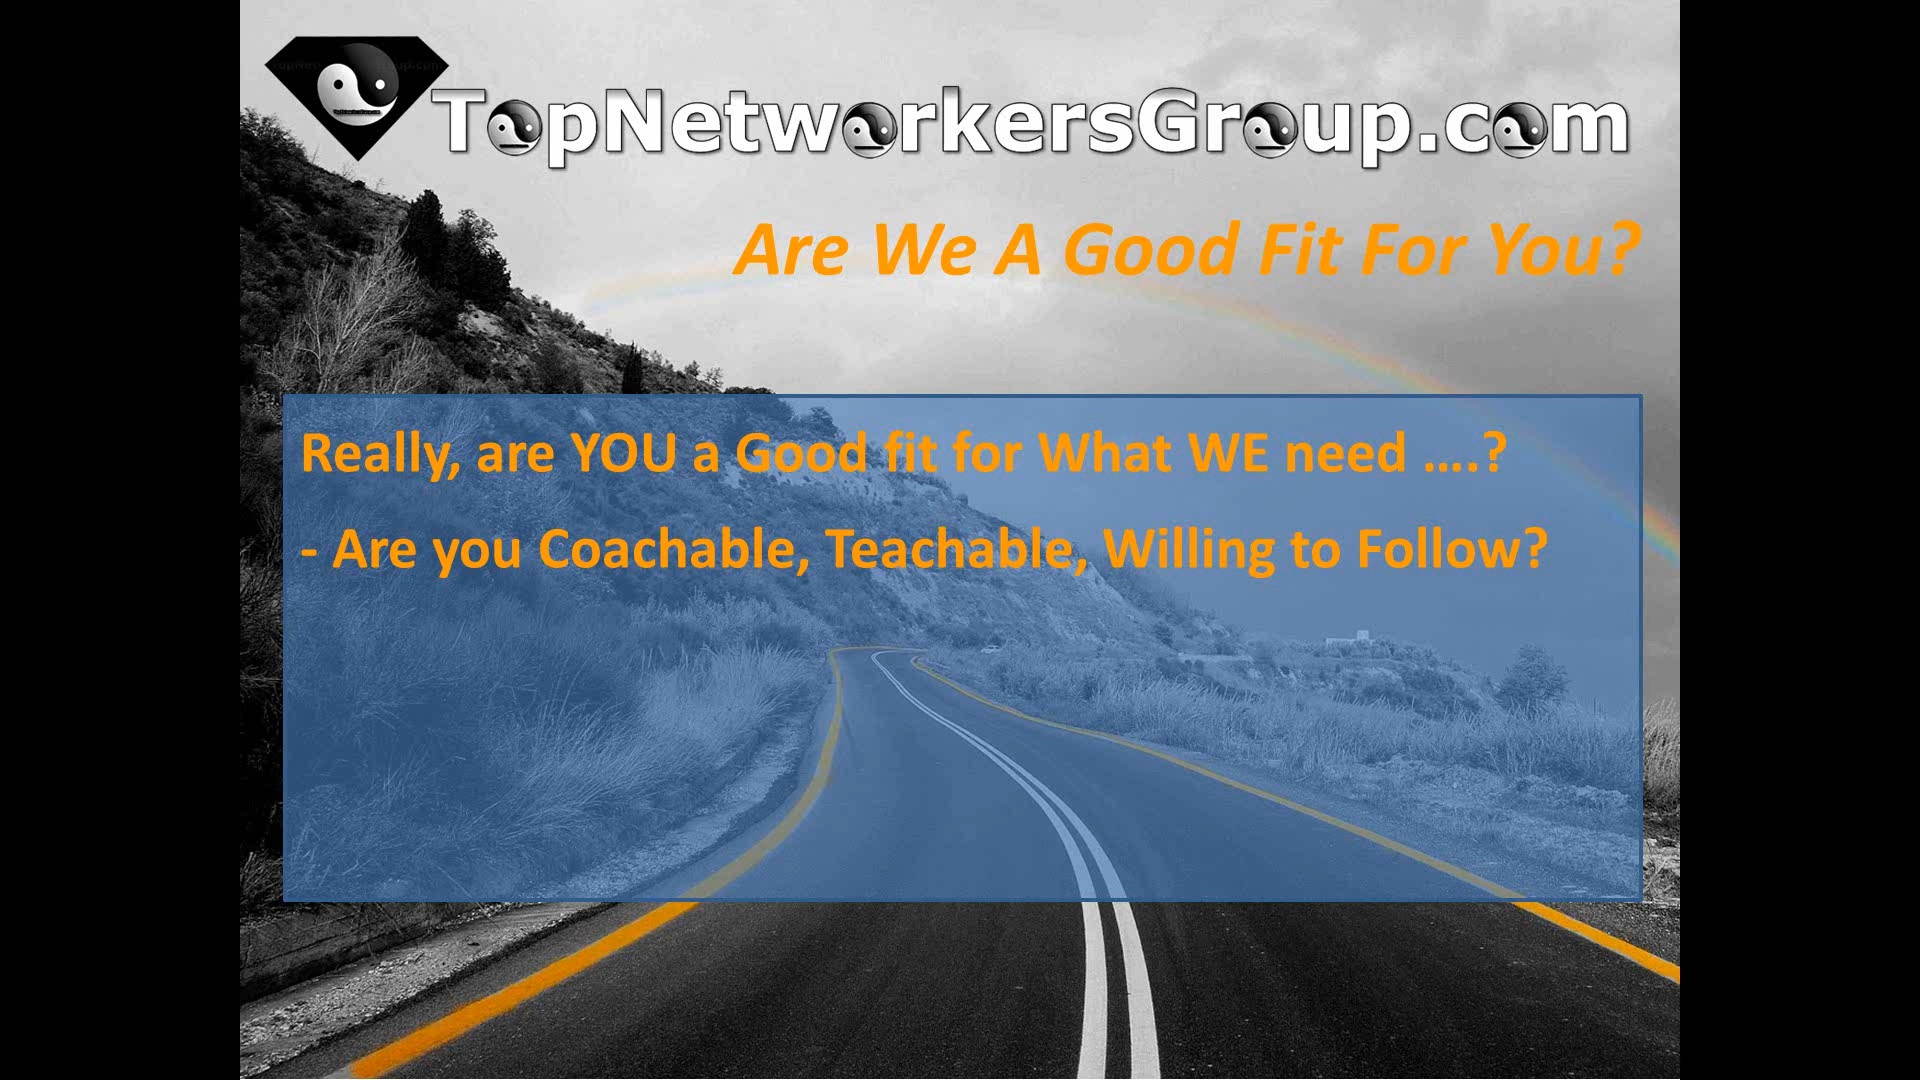 TopNetworkersGroup.com
Are We A Good Fit For You?
Really, are YOU a Good fit for What WE need ….?
- Are you Coachable, Teachable, Willing to Follow?